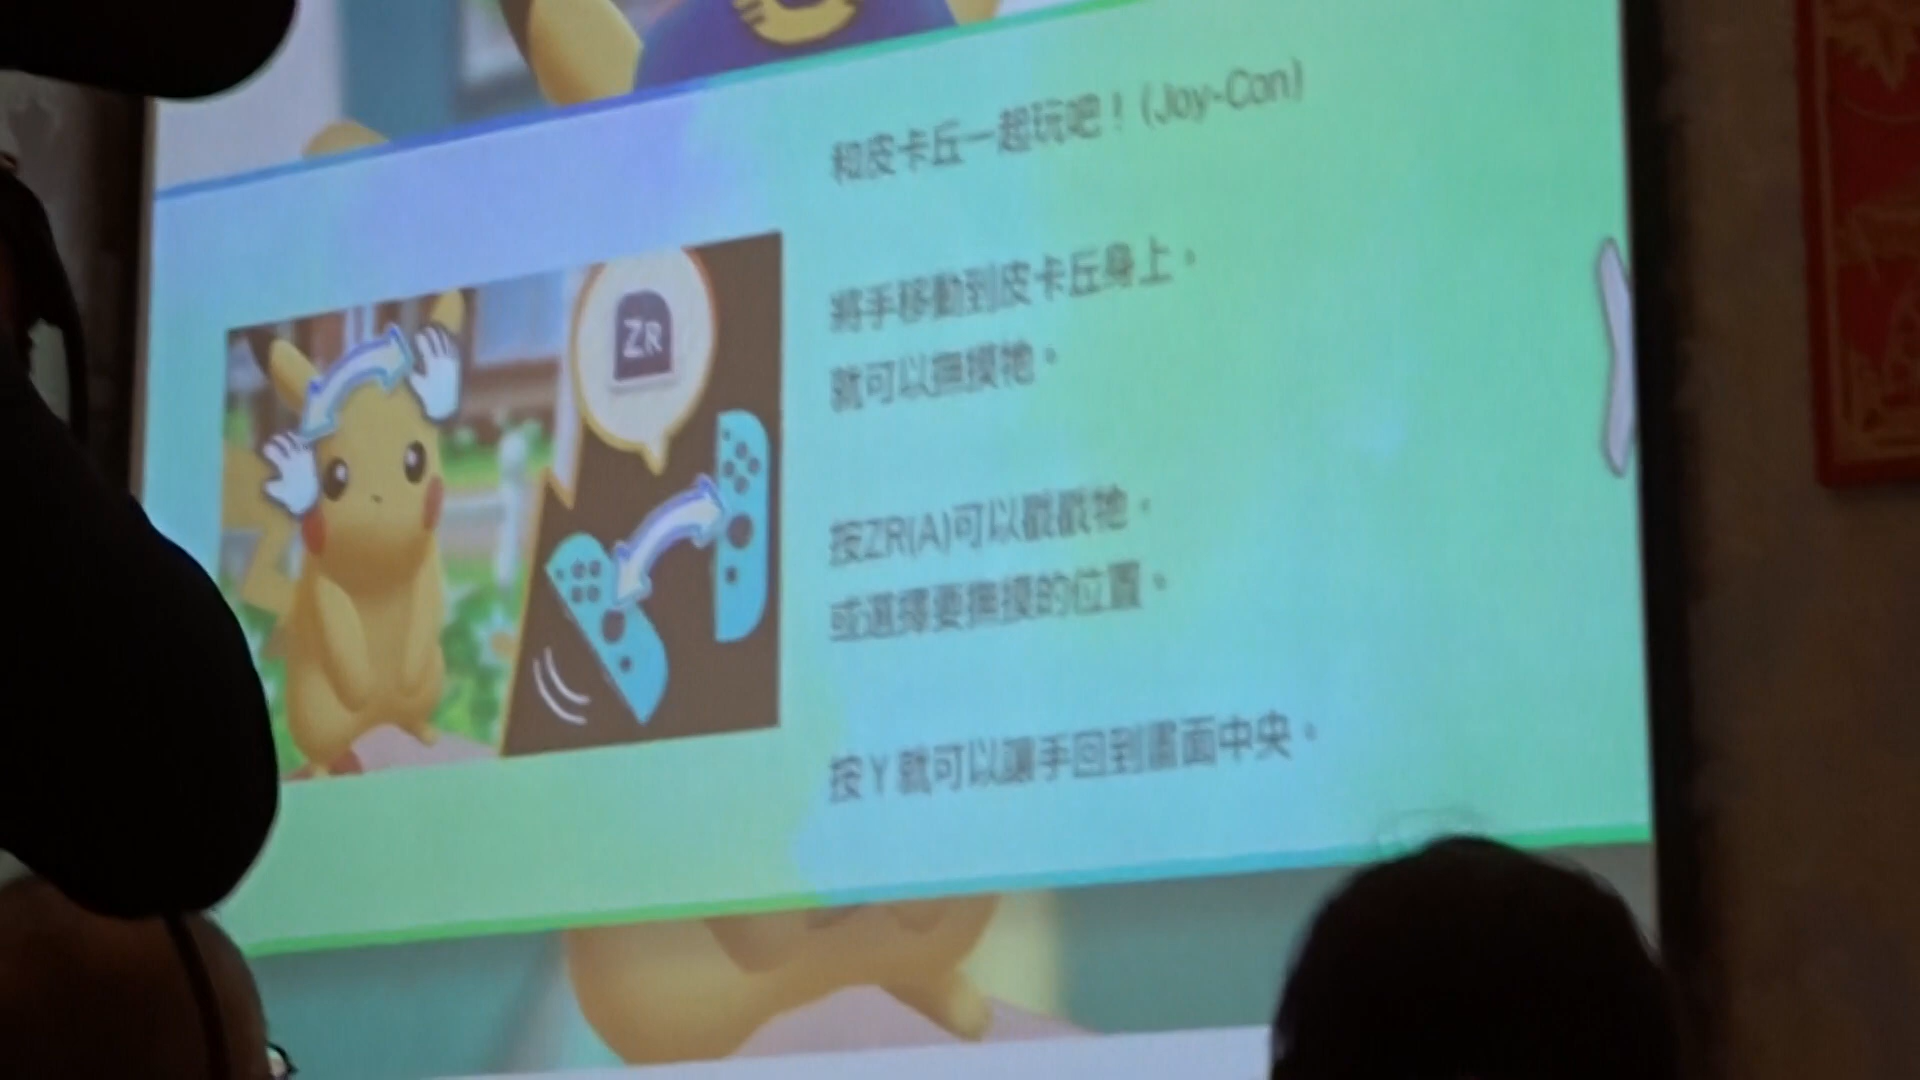 和皮卡丘一起玩吧！(Joy-Con)
將手移動到皮卡丘身上。
就可以撫摸牠。
ZR
按ZR(A)可以戳戳牠。
或選擇要撫摸的位置。
按Y就可以讓手回到畫面中央。